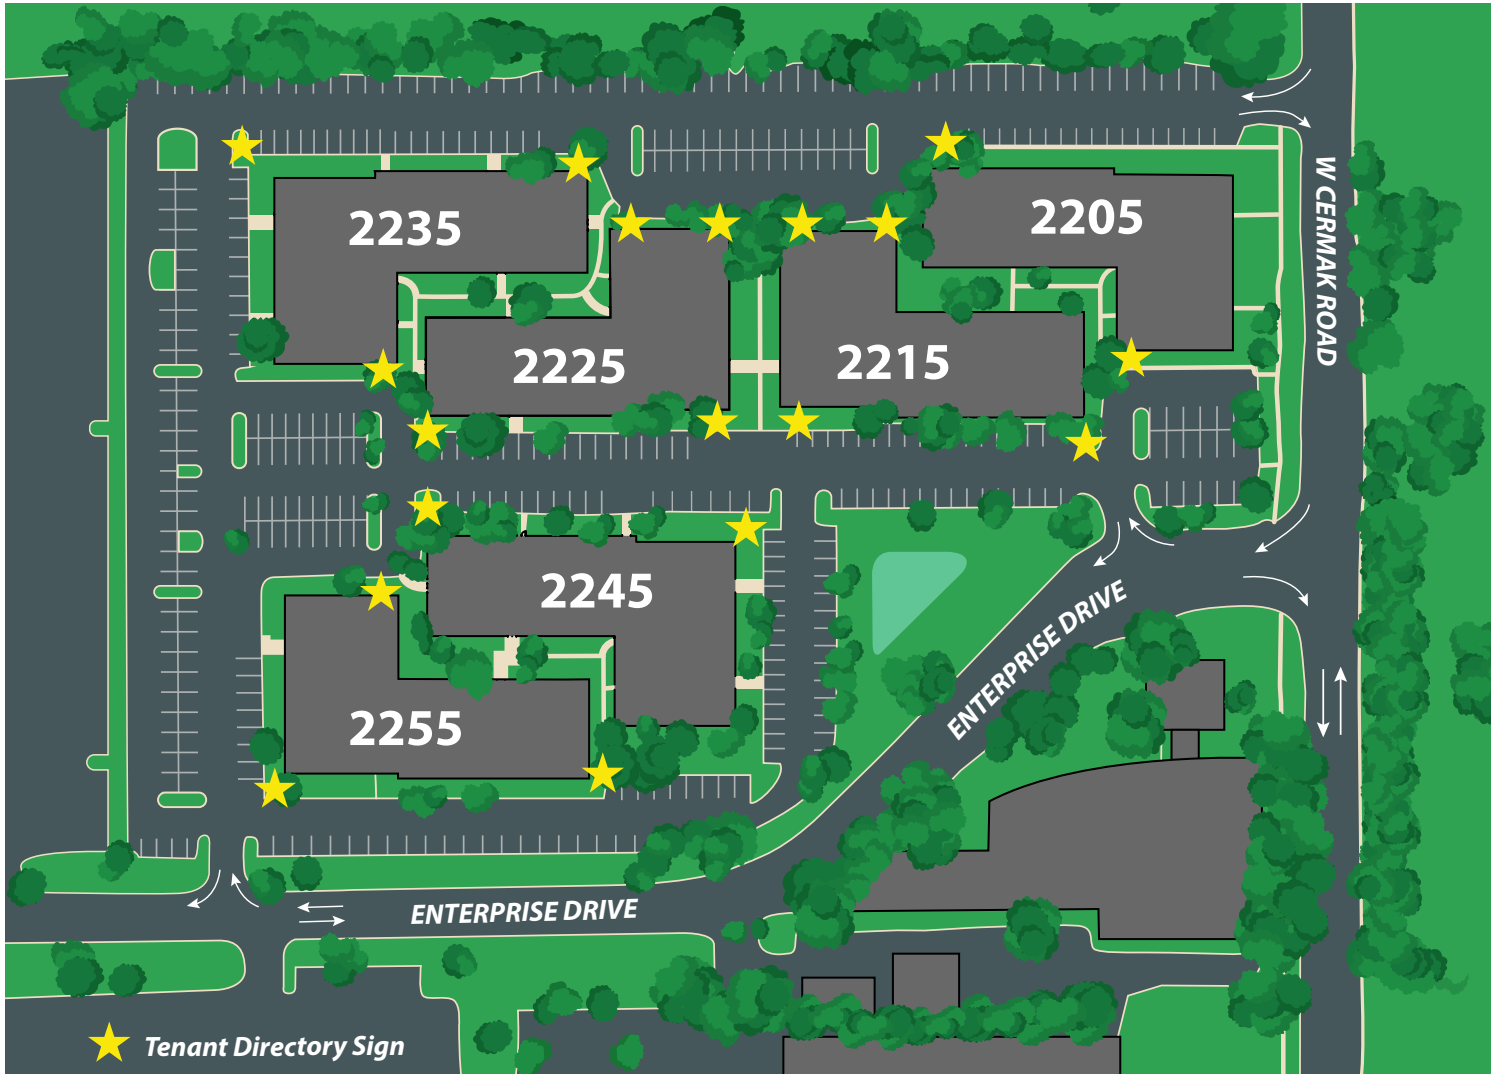 2235
2205
W CERMAK ROAD
2225
2215
2245
ENTERPRISE DRIVE
2255
ENTERPRISE DRIVE
Tenant Directory Sign